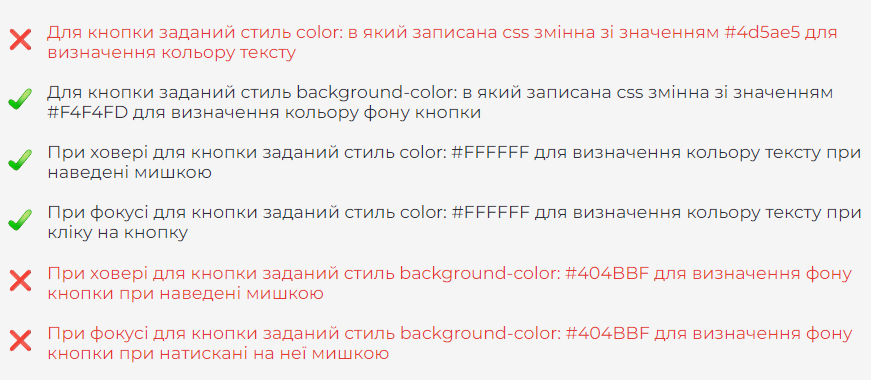 Для кнопки заданий стиль color: в який записана css змінна зі значенням #4d5ae5 для
визначення кольору тексту
Для кнопки заданий стиль background-color: в який записана css змінна зі значенням
#F4F4FD для визначення кольору фону кнопки
При ховері для кнопки заданий стиль color: #FFFFFF для визначення кольору тексту при
наведені мишкою
При фокусі для кнопки заданий стиль color: #FFFFFF для визначення кольору тексту при
кліку на кнопку
При ховері для кнопки заданий стиль background-color: #404BBF для визначення фону
кнопки при наведені мишкою
При фокусі для кнопки заданий стиль background-color: #404BBF для визначення фону
кнопки при натискані на неї мишкою